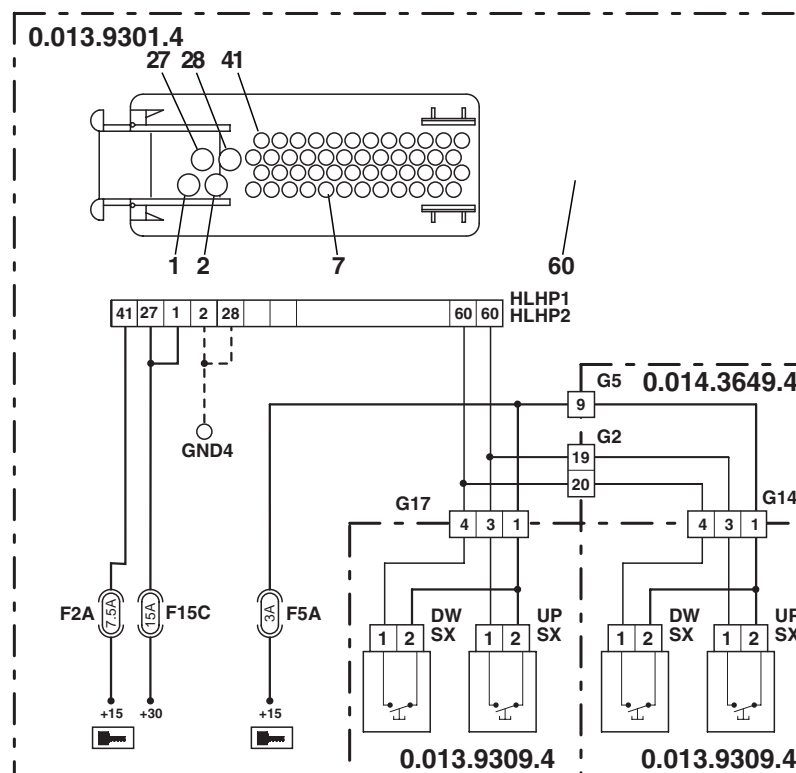 0.013.9301.4
27 28 41
1 2 7 60
41 27 1 2 28 60 60
HLHP1
HLHP2
G5
0.014.3649.4
9
GND4
G2
19
20
G17
G14
4 3 1
4 3 1
F2A 7.5A 15A F15C 3A F5A
DW
SX
UP
SX
DW
SX
UP
SX
1 2 1 2 1 2 1 2
+15 +30 +15
0.013.9309.4 0.013.9309.4